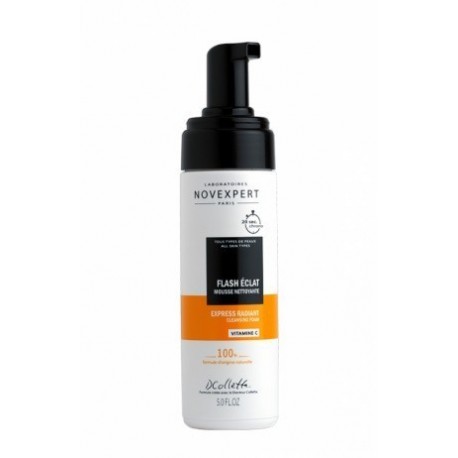 LABORATOIRES
NOVEXPERT
PARIS
TOUS TYPES DE PEAUX
ALL SKIN TYPES
FLASH ÉCLAT
MOUSSE NETTOYANTE
EXPRESS RADIANT
CLEANSING FOAM
VITAMINE C
100%
5.0 FL.OZ